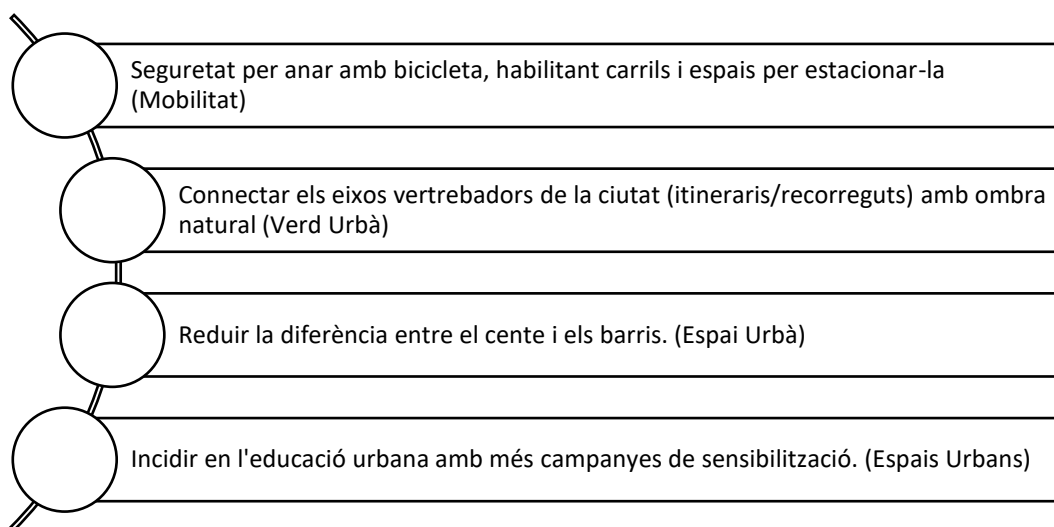 Seguretat per anar amb bicicleta, habilitant carrils i espais per estacionar-la
(Mobilitat)
Connectar els eixos vertrebadors de la ciutat (itineraris/recorreguts) amb ombra
natural (Verd Urbà)
Reduir la diferència entre el cente i els barris. (Espai Urbà)
Incidir en l'educació urbana amb més campanyes de sensibilització. (Espais Urbans)